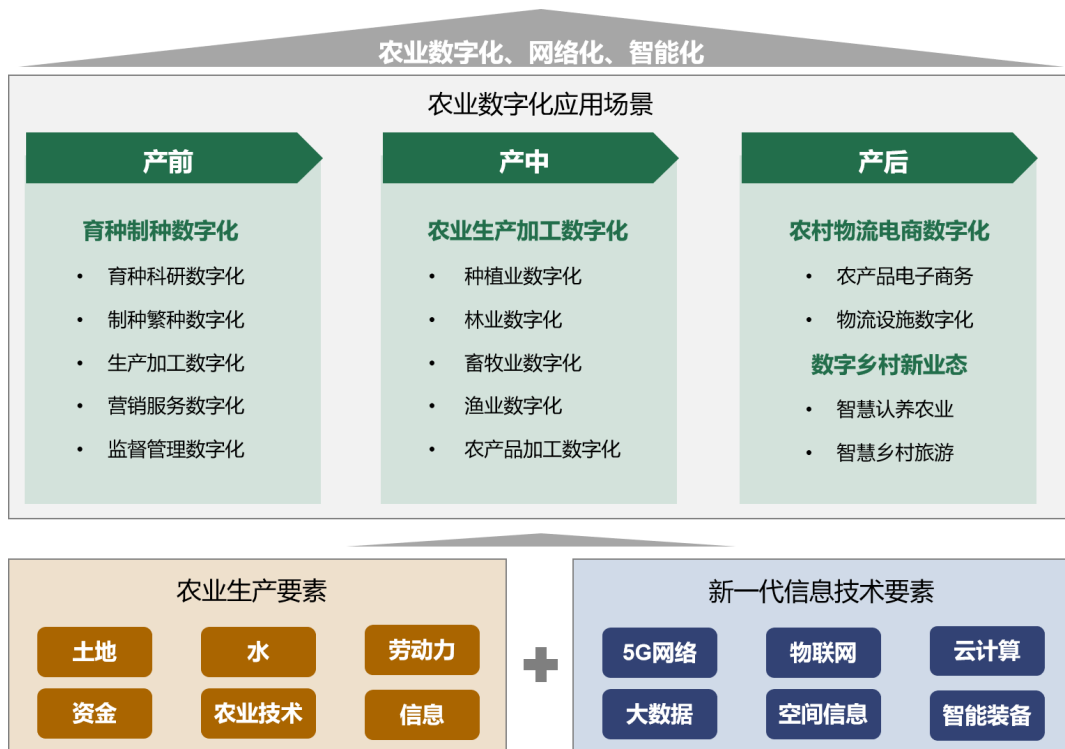 农业数字化、网络化、智能化
农业数字化应用场景
产前
育种制种数字化
• 育种科研数字化
• 制种繁种数字化
• 生产加工数字化
• 营销服务数字化
• 监督管理数字化
产中
农业生产加工数字化
• 种植业数字化
• 林业数字化
• 畜牧业数字化
• 渔业数字化
• 农产品加工数字化
产后
农村物流电商数字化
• 农产品电子商务
• 物流设施数字化
数字乡村新业态
• 智慧认养农业
• 智慧乡村旅游
农业生产要素
土地
水
劳动力
资金
农业技术
信息
新一代信息技术要素
5G网络
物联网
云计算
大数据
空间信息
智能装备